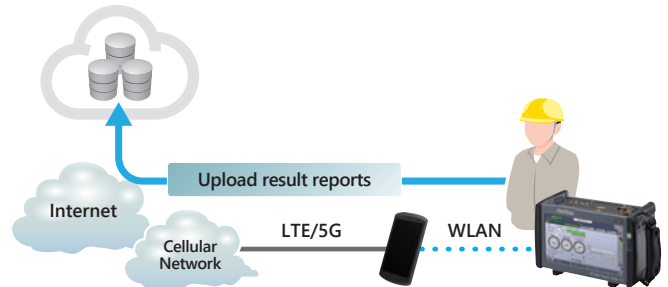 Upload result reports
Internet
LTE/5G
WLAN
Cellular
Network